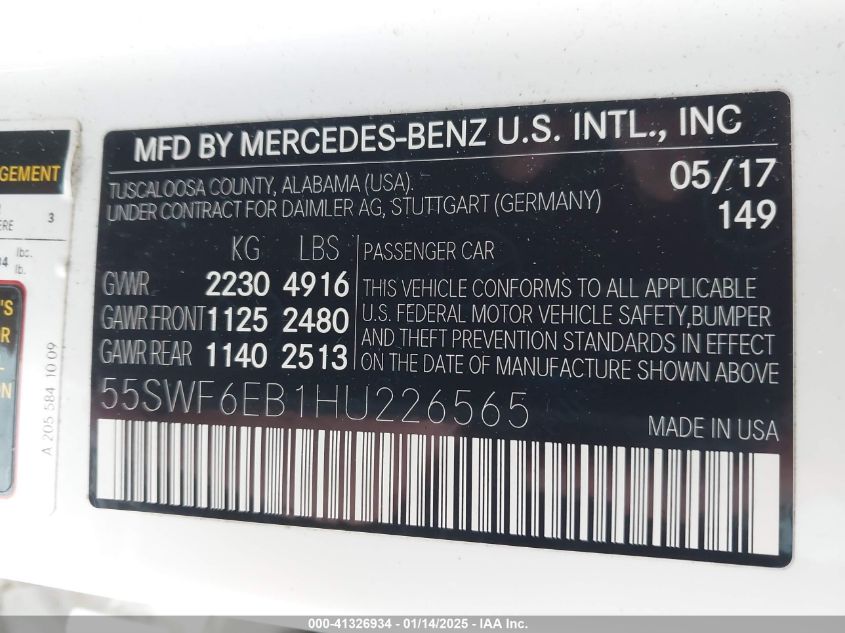 MFD BY MERCEDES-BENZ U.S. INTL., INC
TUSCALOOSA COUNTY, ALABAMA (USA).
UNDER CONTRACT FOR DAIMLER AG, STUTTGART (GERMANY)
05/17
149
KG LBS
GVWR 2230 4916
GAWR FRONT 1125 2480
GAWR REAR 1140 2513
PASSENGER CAR
THIS VEHICLE CONFORMS TO ALL APPLICABLE
U.S. FEDERAL MOTOR VEHICLE SAFETY,BUMPER
AND THEFT PREVENTION STANDARDS IN EFFECT
ON THE DATE OF MANUFACTURE SHOWN ABOVE.
55SWF6EB1HU226565
MADE IN USA
GEMENT
3
lbc.
lb.
A 205 584 10 09
000-41326934 - 01/14/2025 - IAA Inc.